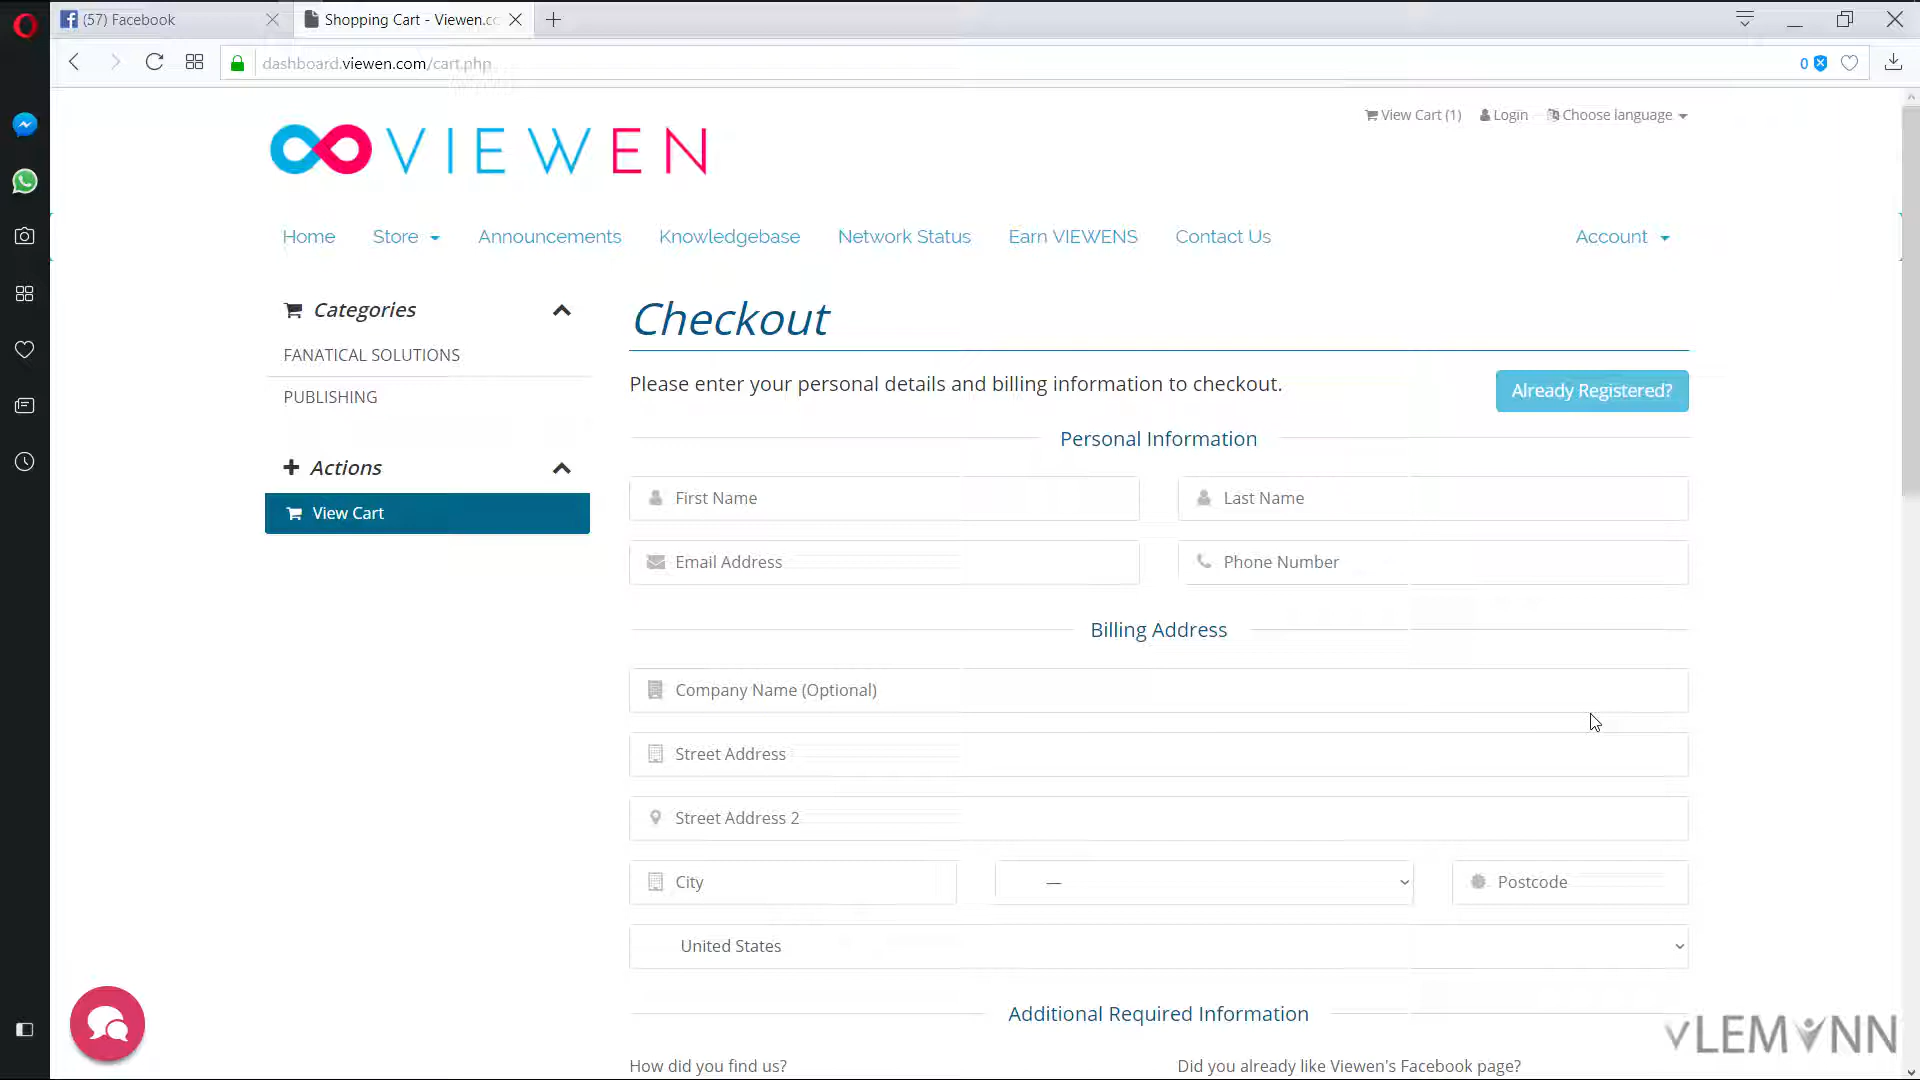 (57) Facebook
Shopping Cart - Viewen.cc
dashboard.viewen.com/cart.php
0
View Cart (1)
Login
Choose language
VIEWEN
Home
Store
Announcements
Knowledgebase
Network Status
Earn VIEWENS
Contact Us
Account
Categories
FANATICAL SOLUTIONS
PUBLISHING
Actions
View Cart
Checkout
Please enter your personal details and billing information to checkout.
Already Registered?
Personal Information
First Name
Last Name
Email Address
Phone Number
Billing Address
Company Name (Optional)
Street Address
Street Address 2
City
—
Postcode
United States
Additional Required Information
How did you find us?
Did you already like Viewen's Facebook page?